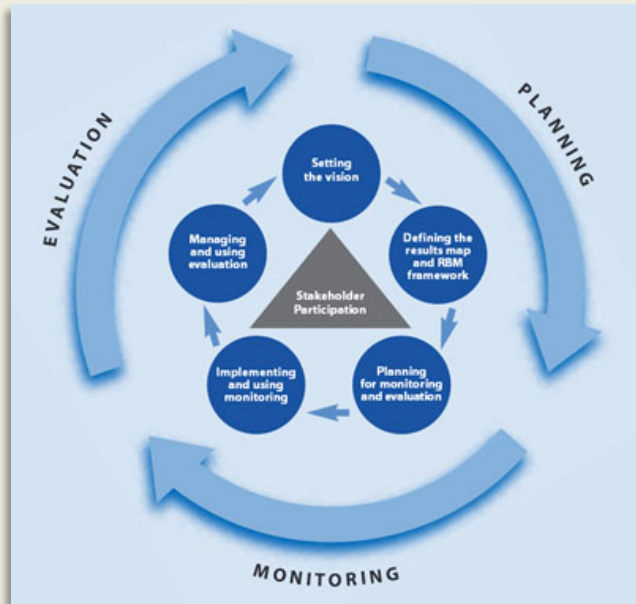 PLANNING
EVALUATION
Setting
the vision
Managing
and using
evaluation
Defining the
results map
and RBM
framework
Stakeholder
Participation
Implementing
and using
monitoring
Planning
for monitoring
and evaluation
MONITORING